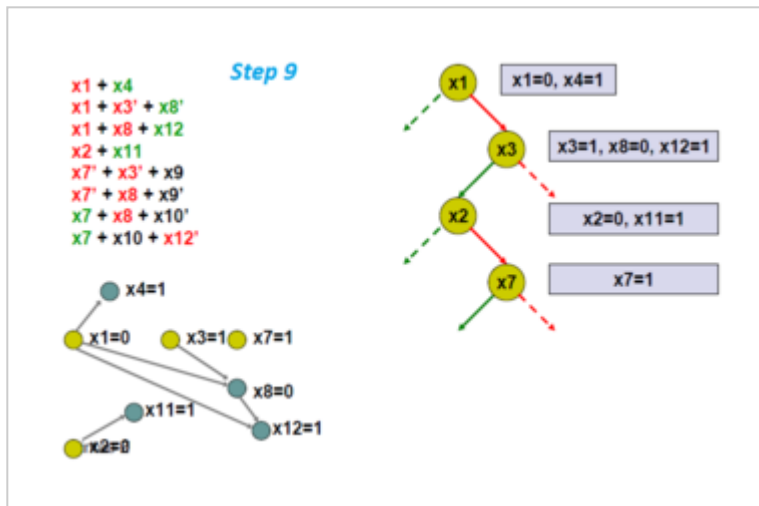 Step 9
x1 + x4
x1 + x3' + x8'
x1 + x8 + x12
x2 + x11
x7' + x3' + x9
x7' + x8 + x9'
x7 + x8 + x10'
x7 + x10 + x12'
x1
x1=0, x4=1
x3
x3=1, x8=0, x12=1
x2
x2=0, x11=1
x7
x7=1
x4=1
x1=0
x3=1
x7=1
x8=0
x11=1
x12=1